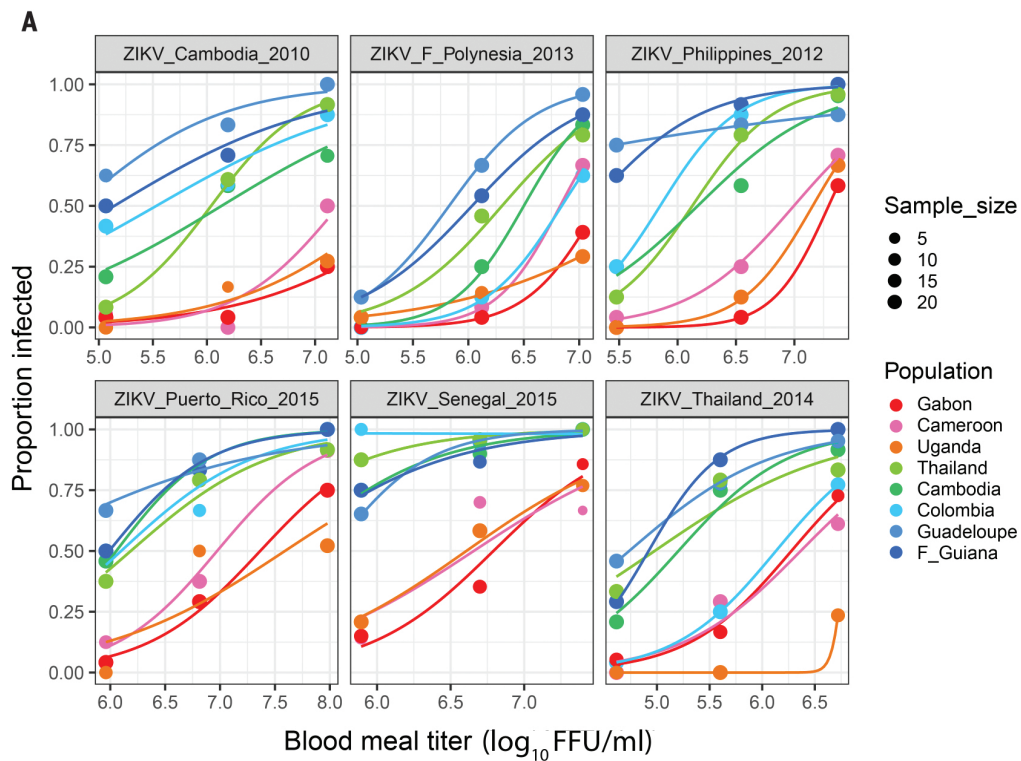 A
ZIKV_Cambodia_2010
ZIKV_F_Polynesia_2013
ZIKV_Philippines_2012
1.00
0.75
0.50
0.25
0.00
5.0 5.5 6.0 6.5 7.0
5.0 5.5 6.0 6.5 7.0
5.5 6.0 6.5 7.0
ZIKV_Puerto_Rico_2015
ZIKV_Senegal_2015
ZIKV_Thailand_2014
1.00
0.75
0.50
0.25
0.00
6.0 6.5 7.0 7.5 8.0
6.0 6.5 7.0
5.0 5.5 6.0 6.5
Proportion infected
Blood meal titer (log10FFU/ml)
Sample_size
5
10
15
20
Population
Gabon
Cameroon
Uganda
Thailand
Cambodia
Colombia
Guadeloupe
F_Guiana